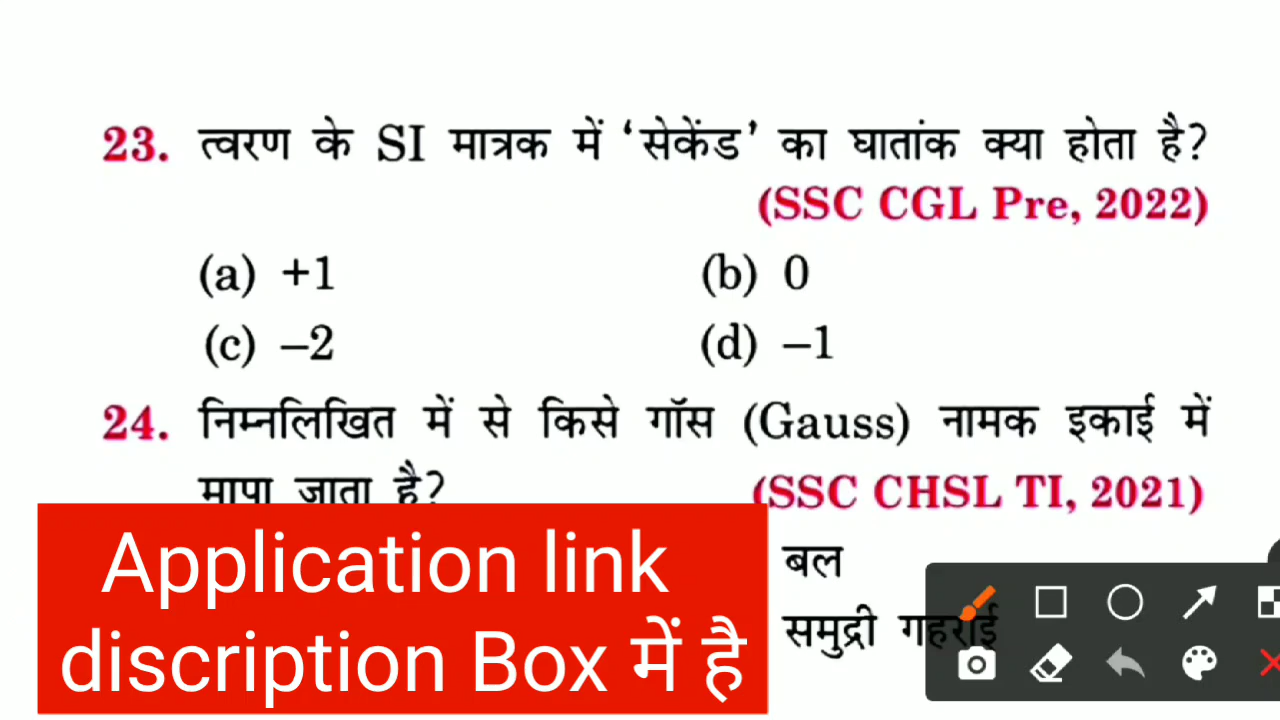 23. त्वरण के SI मात्रक में ‘सेकेंड’ का घातांक क्या होता है?
(SSC CGL Pre, 2022)
(a) +1 (b) 0
(c) –2 (d) –1
24. निम्नलिखित में से किसे गॉस (Gauss) नामक इकाई में
मापा जाता है? (SSC CHSL TI, 2021)
बल
समुद्री गहराई
Application link
discription Box में है